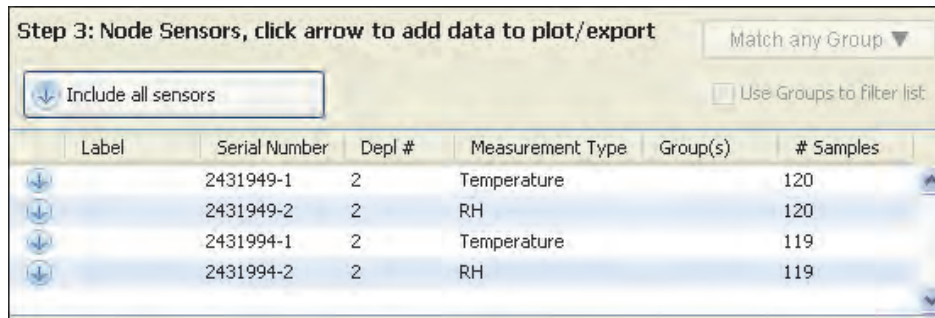 Step 3: Node Sensors, click arrow to add data to plot/export
Match any Group ▼
Include all sensors
Use Groups to filter list
Label Serial Number Depl # Measurement Type Group(s) # Samples
2431949-1 2 Temperature 120
2431949-2 2 RH 120
2431994-1 2 Temperature 119
2431994-2 2 RH 119